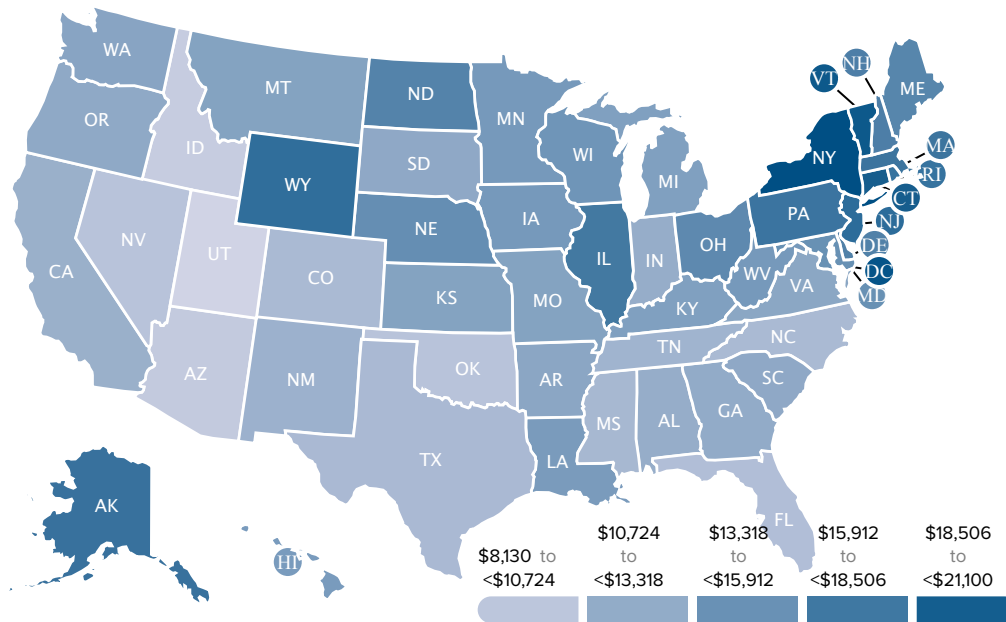 WA
MT
ND
MN
ME
NH
VT
OR
ID
SD
WI
MI
NY
MA
RI
CT
WY
NJ
PA
IA
NE
NV
UT
CO
IL
IN
OH
DE
DC
MD
CA
KS
MO
WV
VA
KY
AZ
NM
OK
AR
TN
NC
SC
MS
AL
GA
TX
LA
FL
AK
HI
$8,130 to
<$10,724
$10,724
to
<$13,318
$13,318
to
<$15,912
$15,912
to
<$18,506
$18,506
to
<$21,100